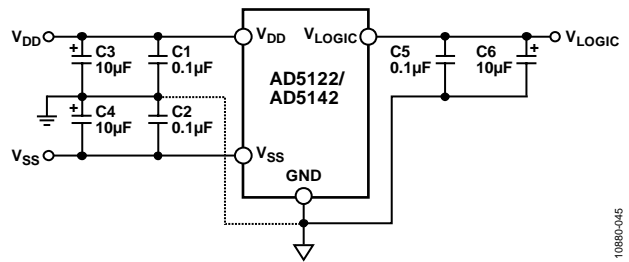 VDD
+
C3
10µF
C1
0.1µF
+
C4
10µF
C2
0.1µF
VSS
VDD
VLOGIC
AD5122/
AD5142
VSS
GND
C5
0.1µF
C6
10µF
+
VLOGIC
10880-045